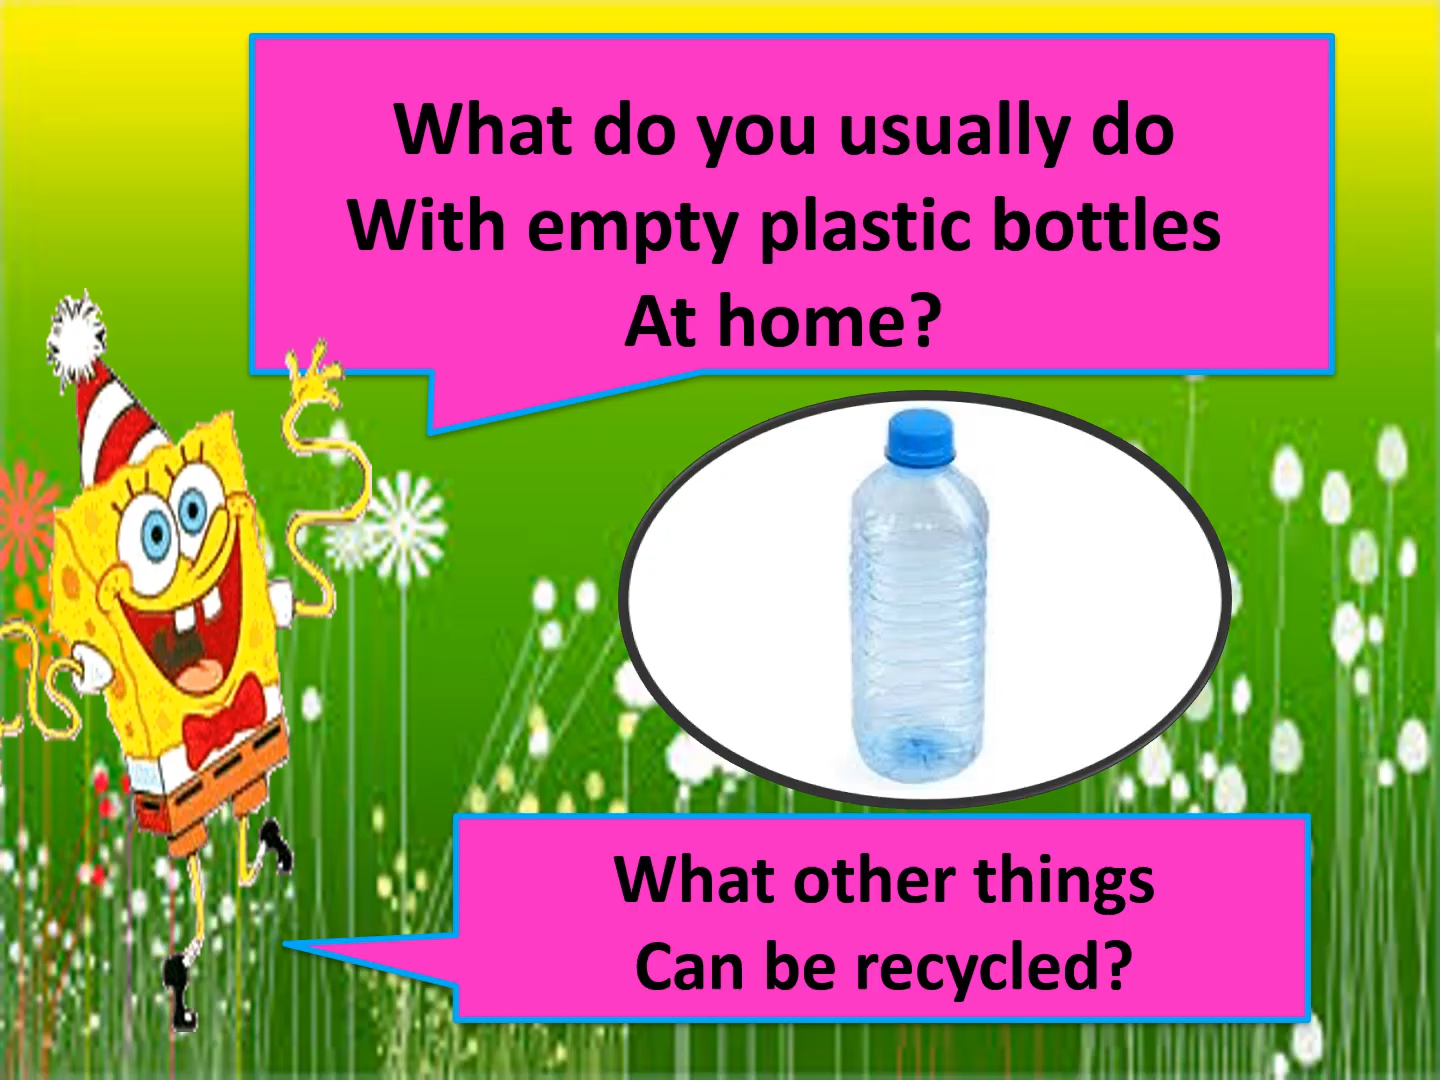 What do you usually do
With empty plastic bottles
At home?
What other things
Can be recycled?